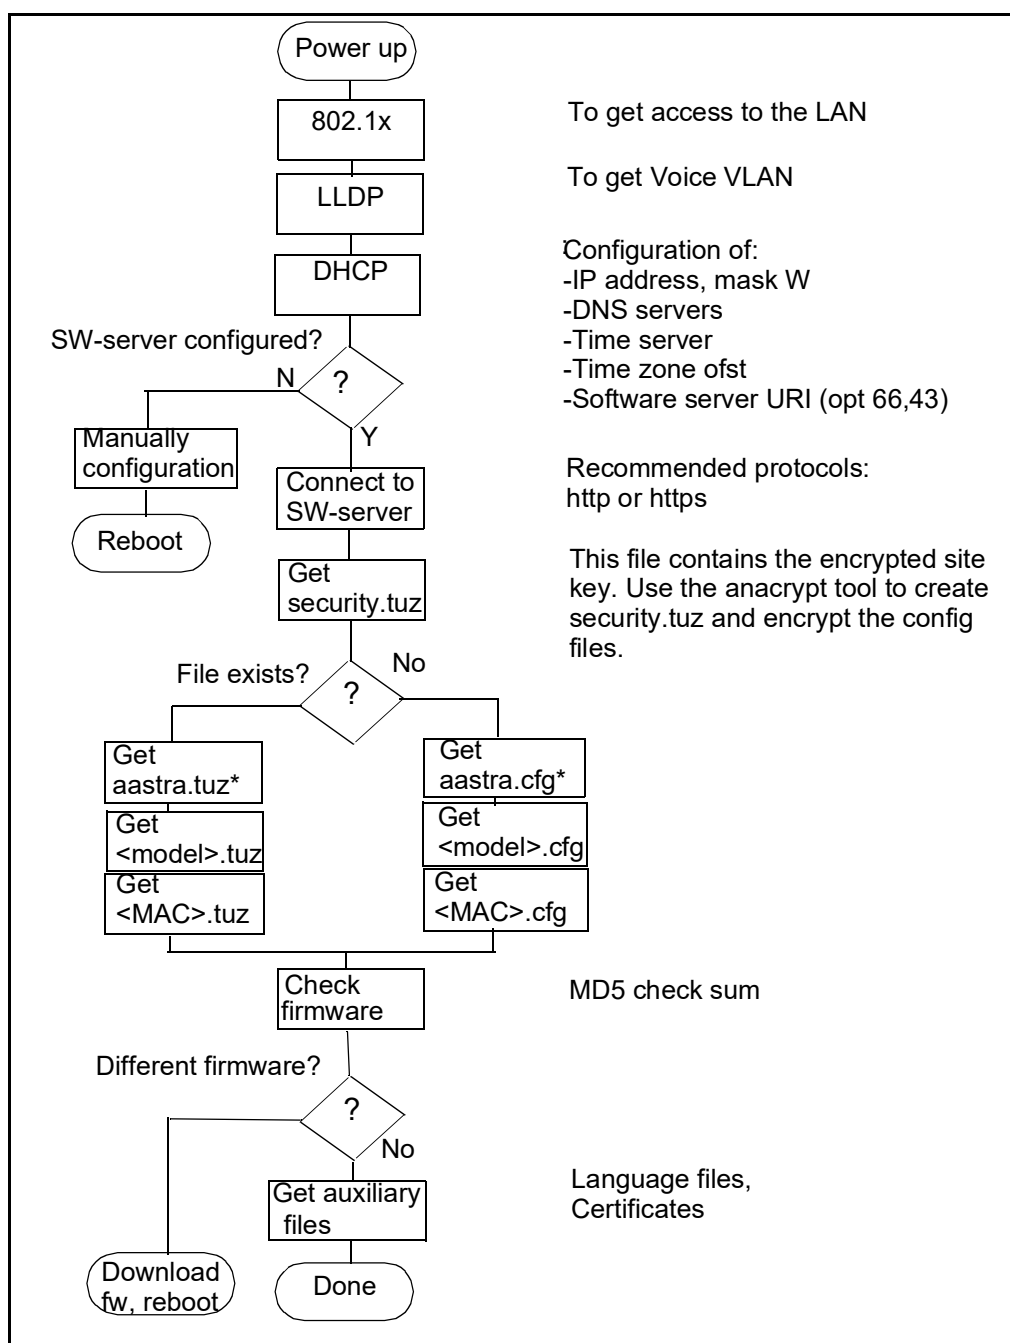 Power up
802.1x
To get access to the LAN
LLDP
To get Voice VLAN
DHCP
Configuration of:
-IP address, mask W
-DNS servers
-Time server
-Time zone ofst
-Software server URI (opt 66,43)
SW-server configured?
?
N
Y
Manually
configuration
Reboot
Connect to
SW-server
Recommended protocols:
http or https
Get
security.tuz
This file contains the encrypted site
key. Use the anacrypt tool to create
security.tuz and encrypt the config
files.
File exists?
?
No
Get
aastra.tuz*
Get
<model>.tuz
Get
<MAC>.tuz
Get
aastra.cfg*
Get
<model>.cfg
Get
<MAC>.cfg
Check
firmware
MD5 check sum
Different firmware?
?
No
Get auxiliary
files
Language files,
Certificates
Download
fw, reboot
Done